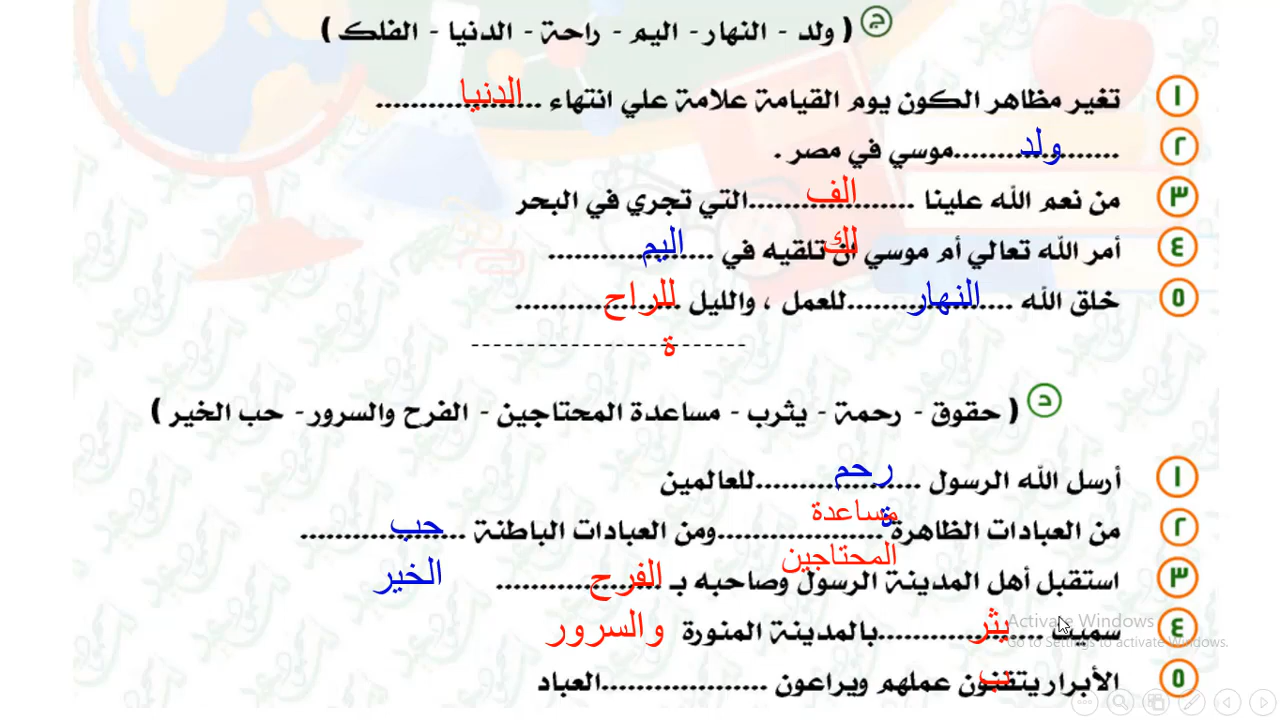 ج ( ولد - النهار - اليم - راحة - الدنيا - الفلك )
١ تغير مظاهر الكون يوم القيامة علامة علي انتهاء ...الدنيا...
٢ ...ولد... موسي في مصر .
٣ من نعم الله علينا ...الفلك... التي تجري في البحر
٤ أمر الله تعالي أم موسي أن تلقيه في ...اليم...
٥ خلق الله ...النهار... للعمل ، والليل ...للراحة...
-------------------------
د ( حقوق - رحمة - يثرب - مساعدة المحتاجين - الفرح والسرور - حب الخير )
١ أرسل الله الرسول ...رحمة... للعالمين
٢ من العبادات الظاهرة ...مساعدة المحتاجين... ومن العبادات الباطنة ...حب الخير...
٣ استقبل أهل المدينة الرسول وصاحبه بـ ...الفرح والسرور...
٤ سميت ...يثرب... بالمدينة المنورة
٥ الأبرار يتقنون عملهم ويراعون ................... العباد
Activate Windows
Go to Settings to activate Windows.